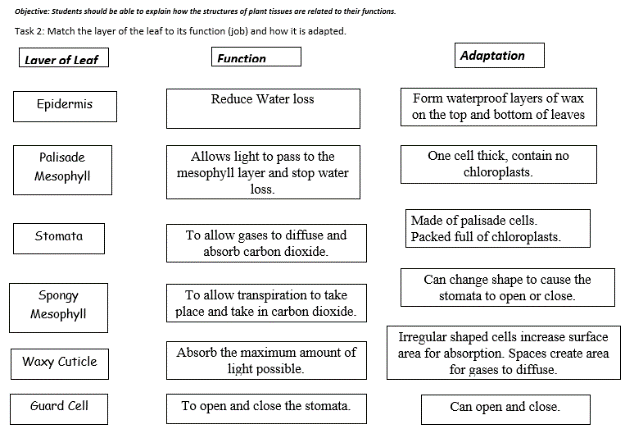 Objective: Students should be able to explain how the structures of plant tissues are related to their functions.
Task 2: Match the layer of the leaf to its function (job) and how it is adapted.
Layer of Leaf
Function
Adaptation
Epidermis
Reduce Water loss
Form waterproof layers of wax
on the top and bottom of leaves
Palisade
Mesophyll
Allows light to pass to the
mesophyll layer and stop water
loss.
One cell thick, contain no
chloroplasts.
Stomata
To allow gases to diffuse and
absorb carbon dioxide.
Made of palisade cells.
Packed full of chloroplasts.
Spongy
Mesophyll
To allow transpiration to take
place and take in carbon dioxide.
Can change shape to cause the
stomata to open or close.
Waxy Cuticle
Absorb the maximum amount of
light possible.
Irregular shaped cells increase surface
area for absorption. Spaces create area
for gases to diffuse.
Guard Cell
To open and close the stomata.
Can open and close.